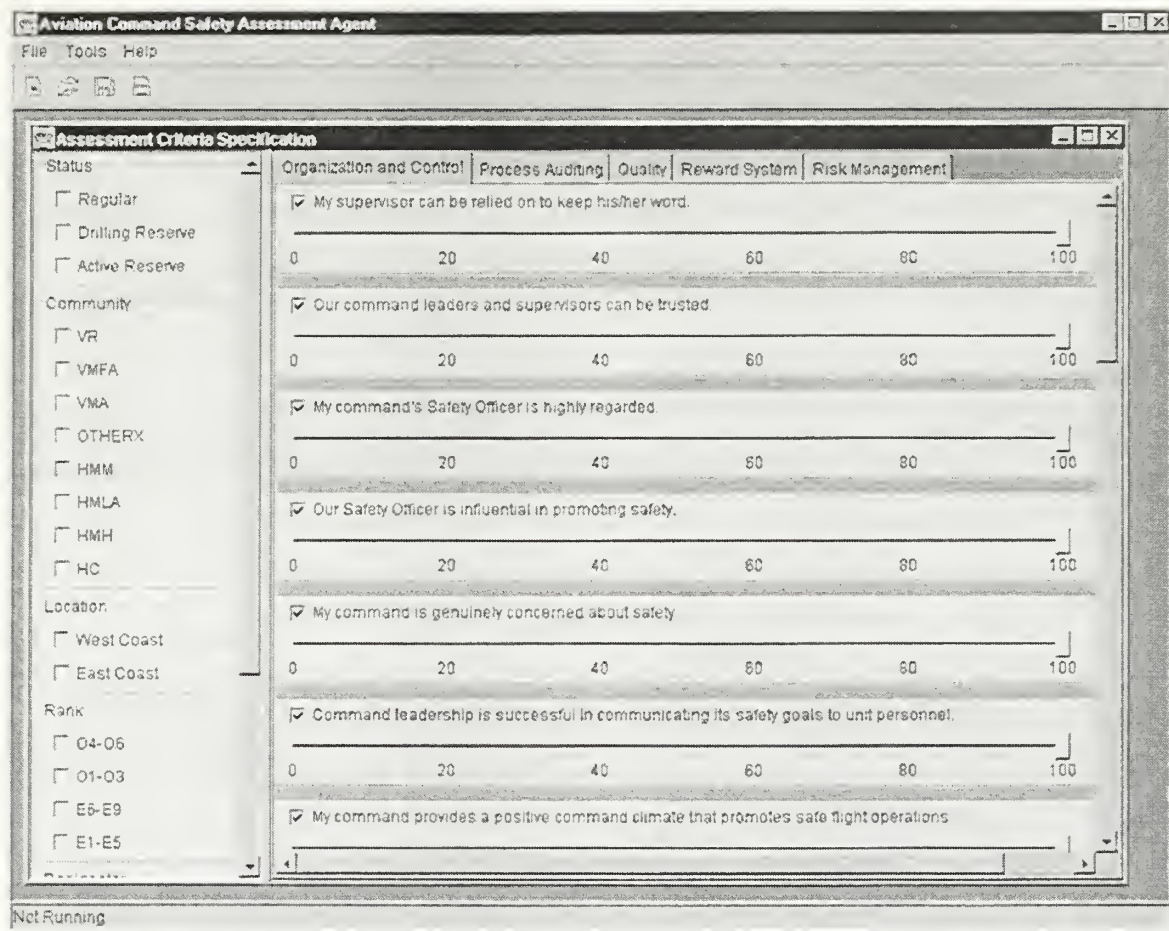 Aviation Command Safety Assessment Agent
File Tools Help
Assessment Criteria Specification
Status
Regular
Drilling Reserve
Active Reserve
Community
VR
VMFA
VMA
OTHERX
HMM
HMLA
HMH
HC
Location
West Coast
East Coast
Rank
O4-O6
O1-O3
E6-E9
E1-E5
Organization and Control Process Auditing Quality Reward System Risk Management
My supervisor can be relied on to keep his/her word.
0 20 40 60 80 100
Our command leaders and supervisors can be trusted.
0 20 40 60 80 100
My command's Safety Officer is highly regarded.
0 20 40 60 80 100
Our Safety Officer is influential in promoting safety.
0 20 40 60 80 100
My command is genuinely concerned about safety
0 20 40 60 80 100
Command leadership is successful in communicating its safety goals to unit personnel.
0 20 40 60 80 100
My command provides a positive command climate that promotes safe flight operations
Not Running